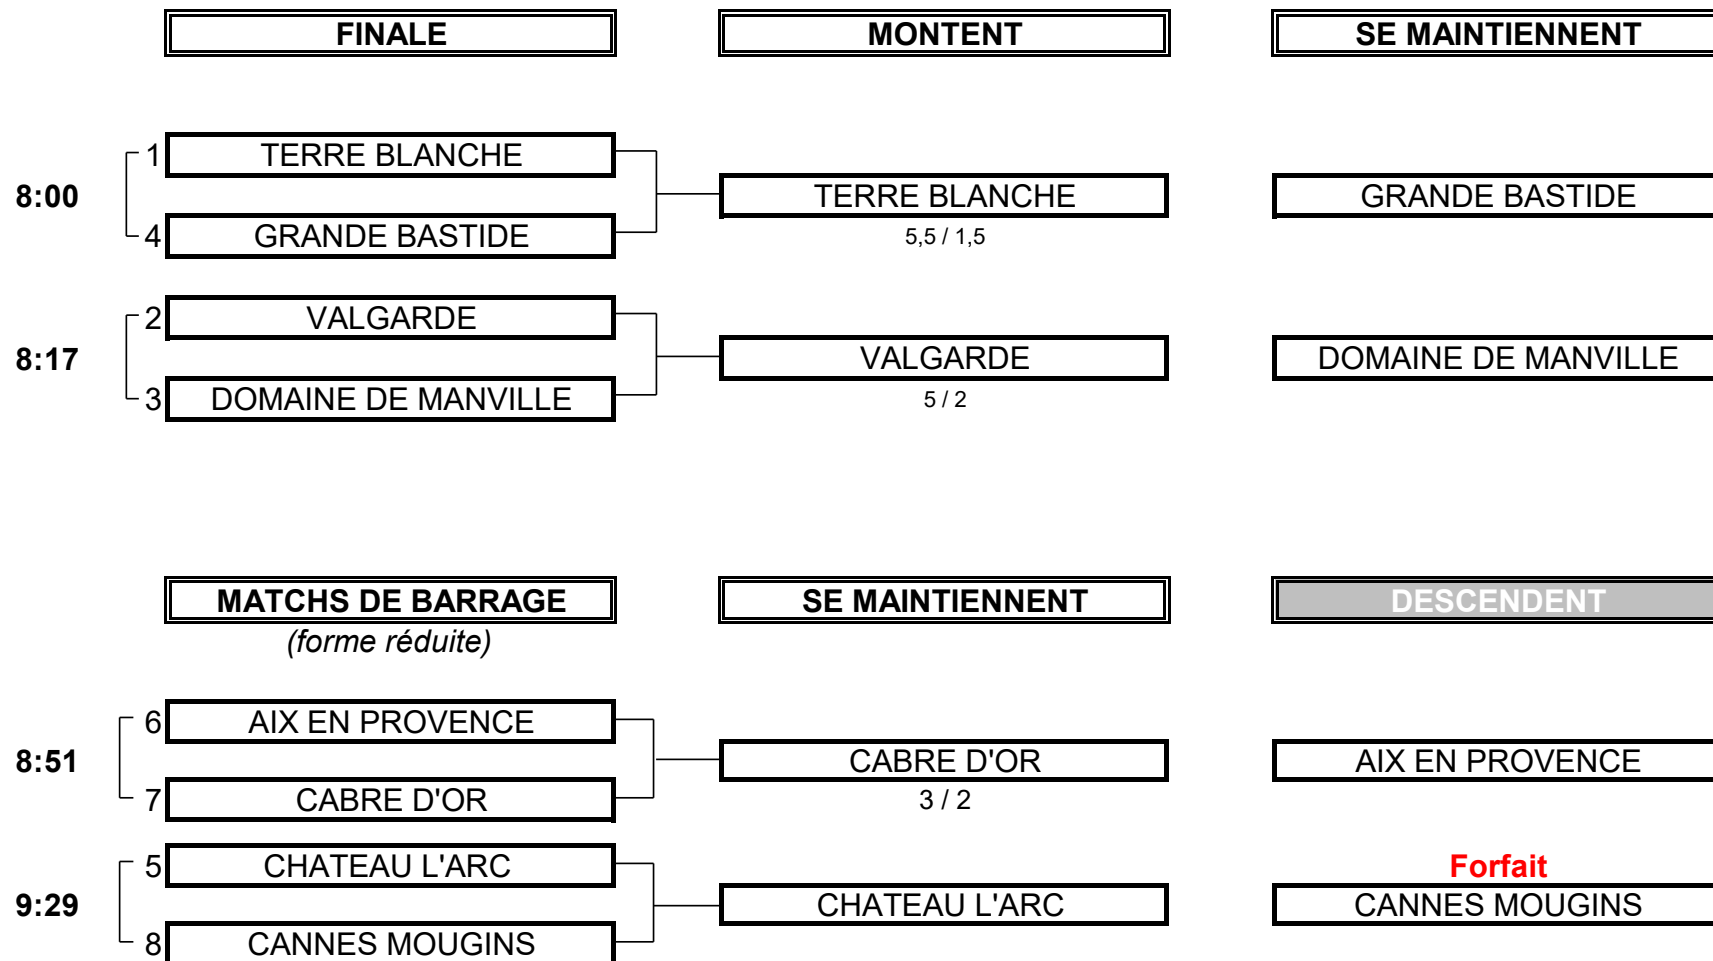 FINALE MONTENT SE MAINTIENNENT
1 TERRE BLANCHE
8:00 TERRE BLANCHE GRANDE BASTIDE
4 GRANDE BASTIDE 5,5 / 1,5
2 VALGARDE
8:17 VALGARDE DOMAINE DE MANVILLE
3 DOMAINE DE MANVILLE 5 / 2
MATCHS DE BARRAGE SE MAINTIENNENT DESCENDENT
(forme réduite)
6 AIX EN PROVENCE
8:51 CABRE D'OR AIX EN PROVENCE
7 CABRE D'OR 3 / 2
5 CHATEAU L'ARC Forfait
9:29 CHATEAU L'ARC CANNES MOUGINS
8 CANNES MOUGINS